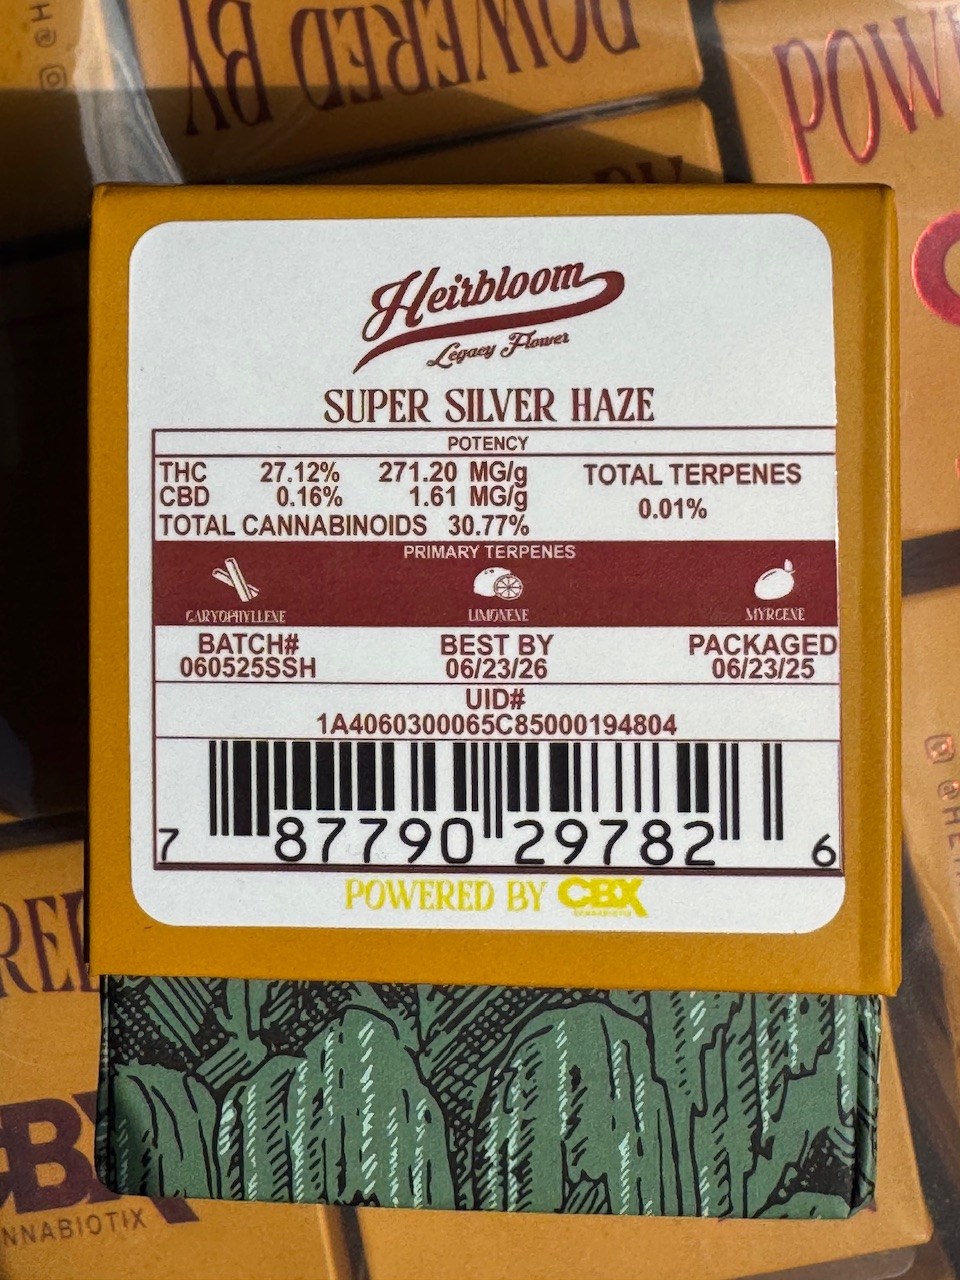 POWERED BY
POW
Heirbloom
Legacy Flower
SUPER SILVER HAZE
POTENCY
THC 27.12% 271.20 MG/g
CBD 0.16% 1.61 MG/g
TOTAL CANNABINOIDS 30.77%
TOTAL TERPENES
0.01%
PRIMARY TERPENES
CARYOPHYLLENE LIMONENE MYRCENE
BATCH# BEST BY PACKAGED
060525SSH 06/23/26 06/23/25
UID#
1A4060300065C85000194804
7 87790 29782 6
POWERED BY CBX
CANNABIOTIX